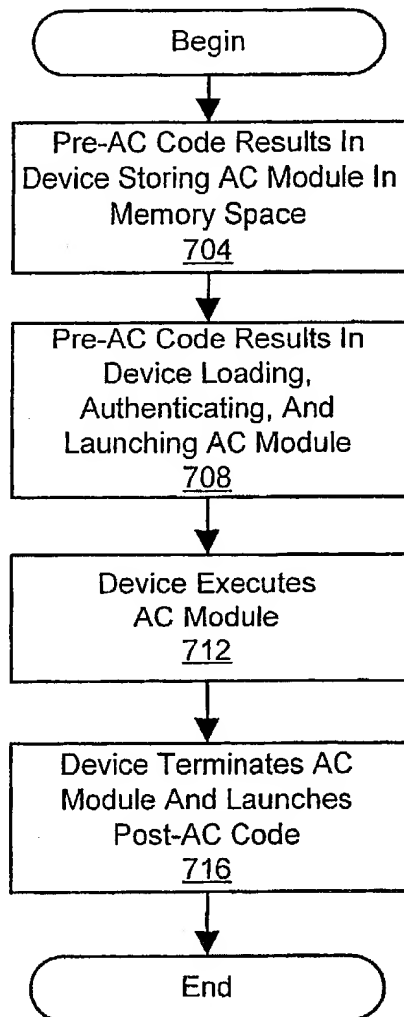 Begin
Pre-AC Code Results In
Device Storing AC Module In
Memory Space
704
Pre-AC Code Results In
Device Loading,
Authenticating, And
Launching AC Module
708
Device Executes
AC Module
712
Device Terminates AC
Module And Launches
Post-AC Code
716
End